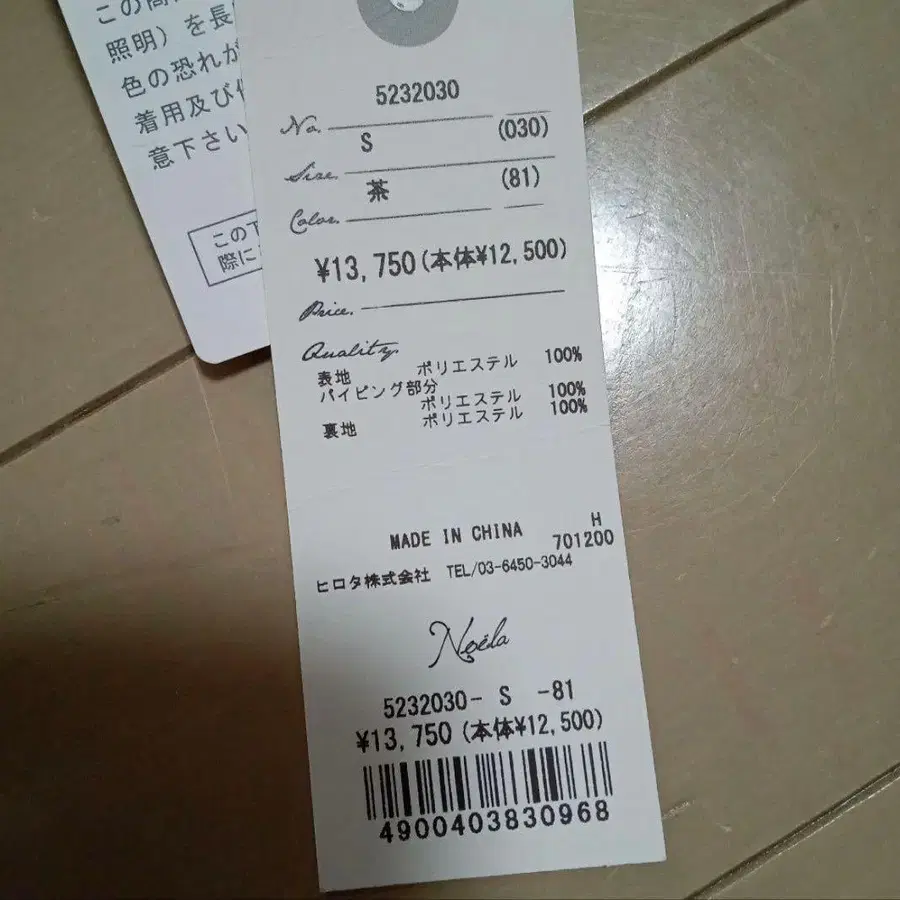 この
照明）を長
色の恐れが
着用及び
意下さい
この下
際に
5232030
No.
S (030)
Size.
茶 (81)
Color.
¥13,750(本体¥12,500)
Price.
Quality.
表地 ポリエステル 100%
パイピング部分
ポリエステル 100%
裏地 ポリエステル 100%
MADE IN CHINA H
701200
ヒロタ株式会社 TEL/03-6450-3044
Noëla
5232030- S -81
¥13,750(本体¥12,500)
4900403830968